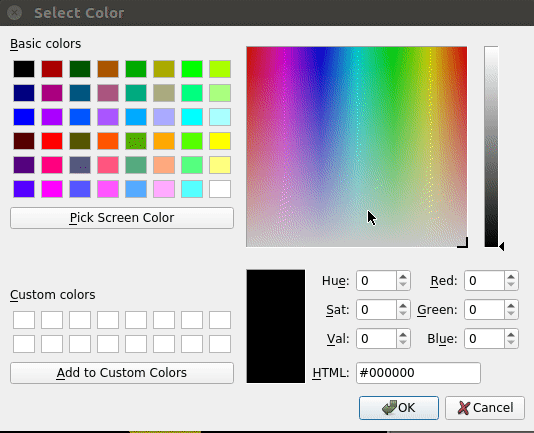 Select Color
Basic colors
Pick Screen Color
Custom colors
Add to Custom Colors
Hue: 0 Red: 0
Sat: 0 Green: 0
Val: 0 Blue: 0
HTML: #000000
OK Cancel